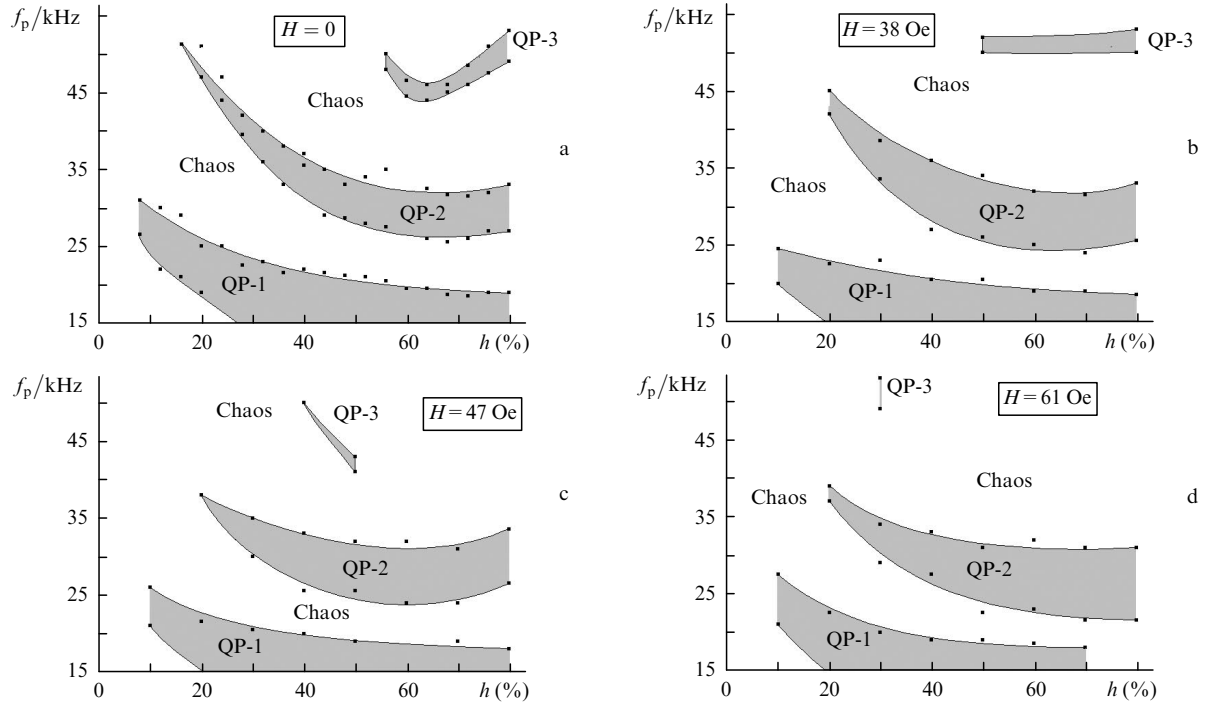 f_p/kHz
H = 0
QP-3
45
Chaos
a
35
Chaos
QP-2
25
QP-1
15
0
20
40
60
h (%)
f_p/kHz
H = 38 Oe
QP-3
45
Chaos
b
35
Chaos
QP-2
25
QP-1
15
0
20
40
60
h (%)
f_p/kHz
Chaos
QP-3
H = 47 Oe
45
c
35
QP-2
25
Chaos
QP-1
15
0
20
40
60
h (%)
f_p/kHz
QP-3
H = 61 Oe
45
Chaos
Chaos
d
35
QP-2
25
QP-1
15
0
20
40
60
h (%)